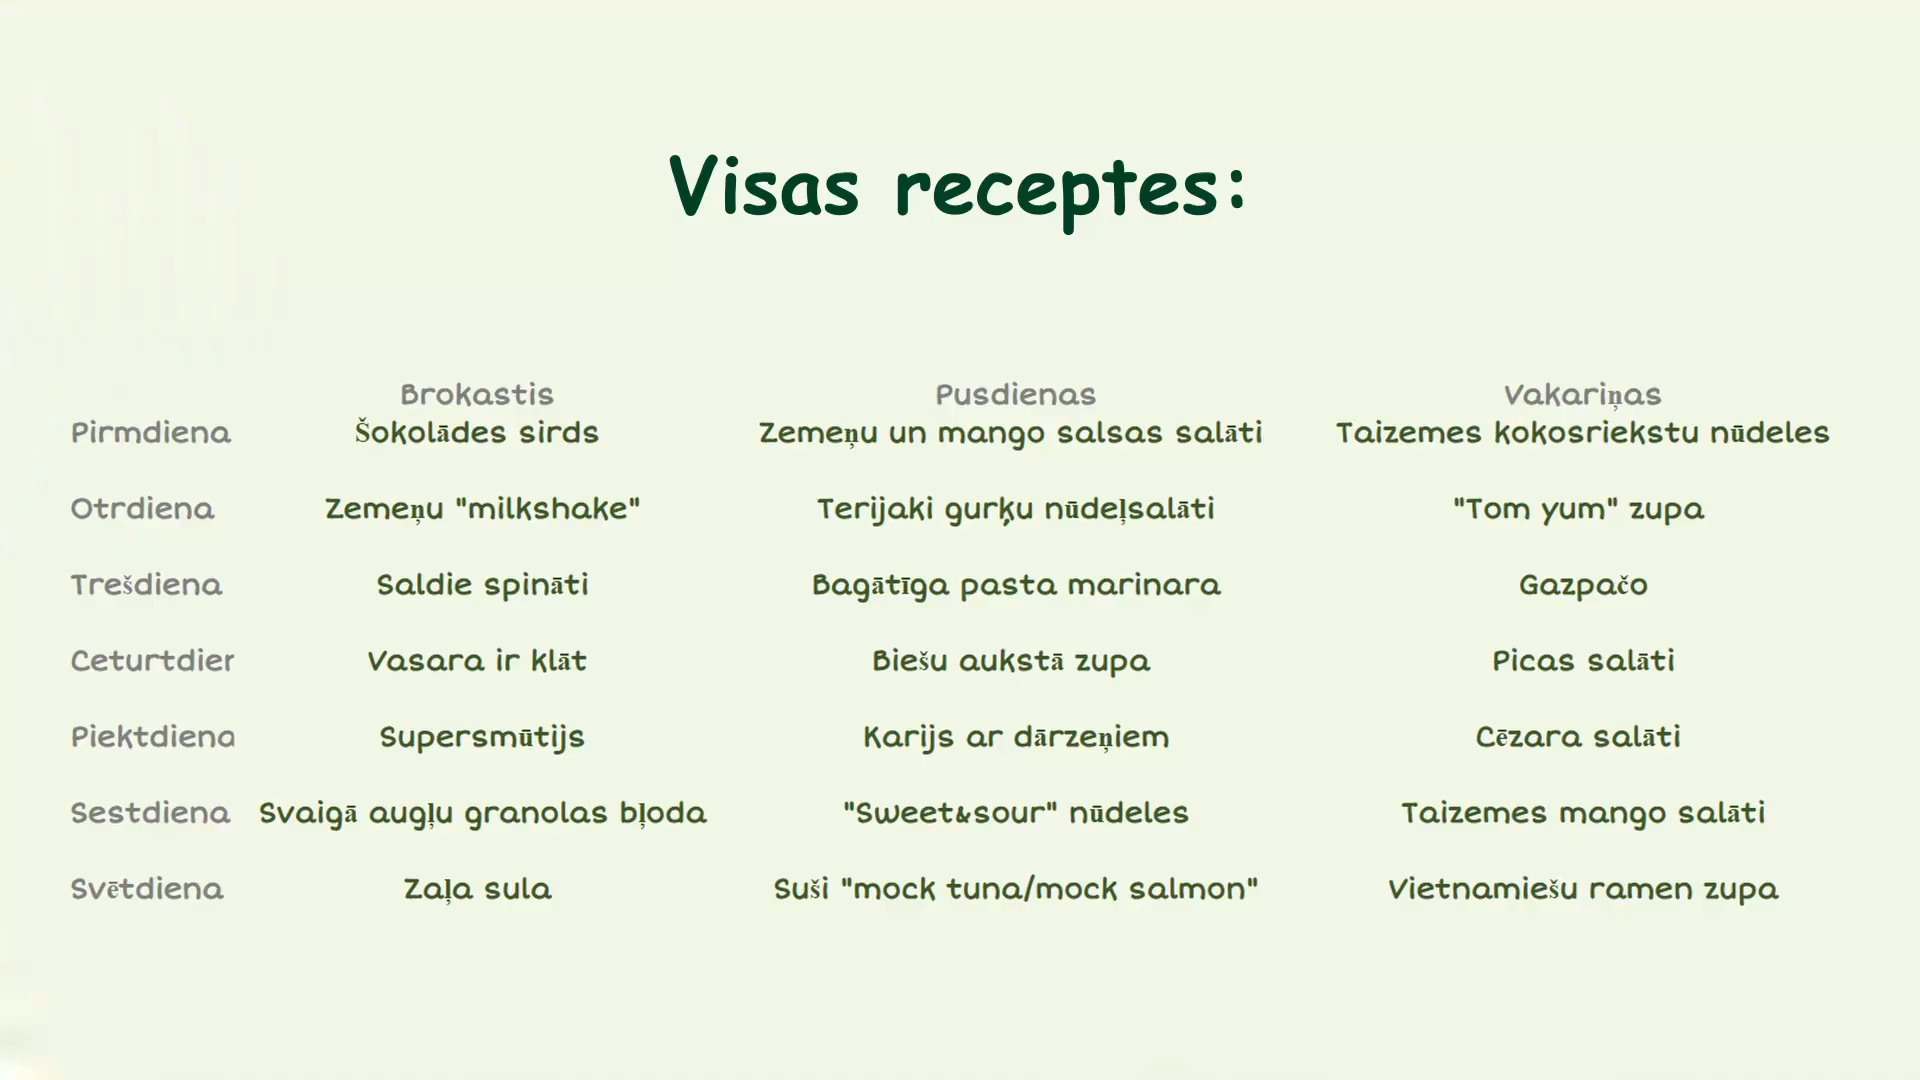 Visas receptes:
Brokastis Pusdienas Vakariņas
Pirmdiena Šokolādes sirds Zemeņu un mango salsas salāti Taizemes kokosriekstu nūdeles
Otrdiena Zemeņu "milkshake" Terijaki gurķu nūdeļsalāti "Tom yum" zupa
Trešdiena Saldie spināti Bagātīga pasta marinara Gazpačo
Ceturtdier Vasara ir klāt Biešu aukstā zupa Picas salāti
Piektdiena Supersmūtijs Karijs ar dārzeņiem Cēzara salāti
Sestdiena Svaigā augļu granolas bļoda "Sweet&sour" nūdeles Taizemes mango salāti
Svētdiena Zaļa sula Suši "mock tuna/mock salmon" Vietnamiešu ramen zupa